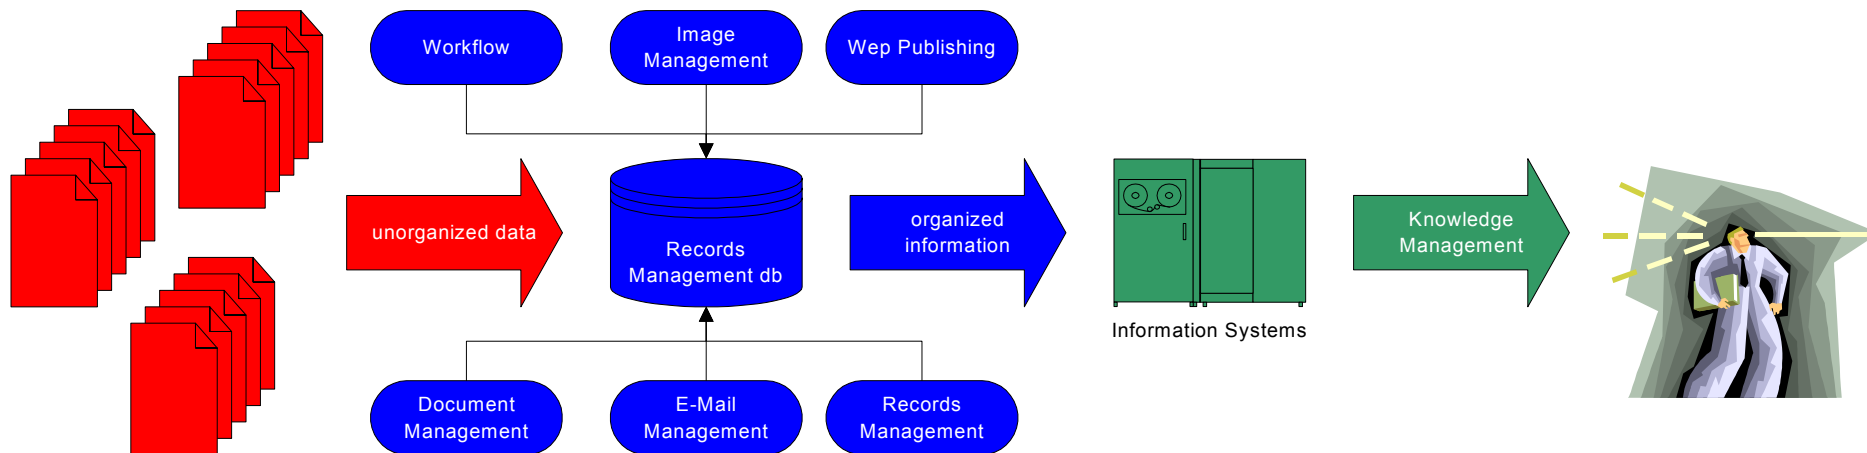 Workflow
Image
Management
Wep Publishing
unorganized data
Records
Management db
organized
information
Information Systems
Knowledge
Management
Document
Management
E-Mail
Management
Records
Management